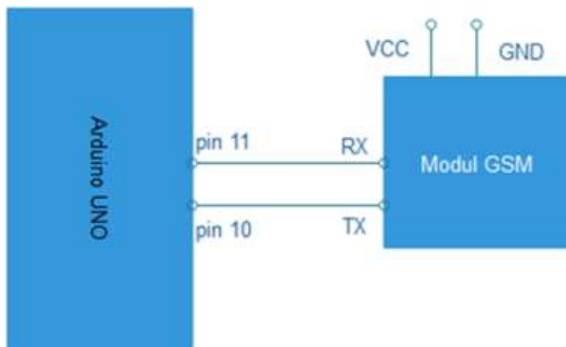 VCC
GND
Arduino UNO
pin 11
RX
Modul GSM
pin 10
TX